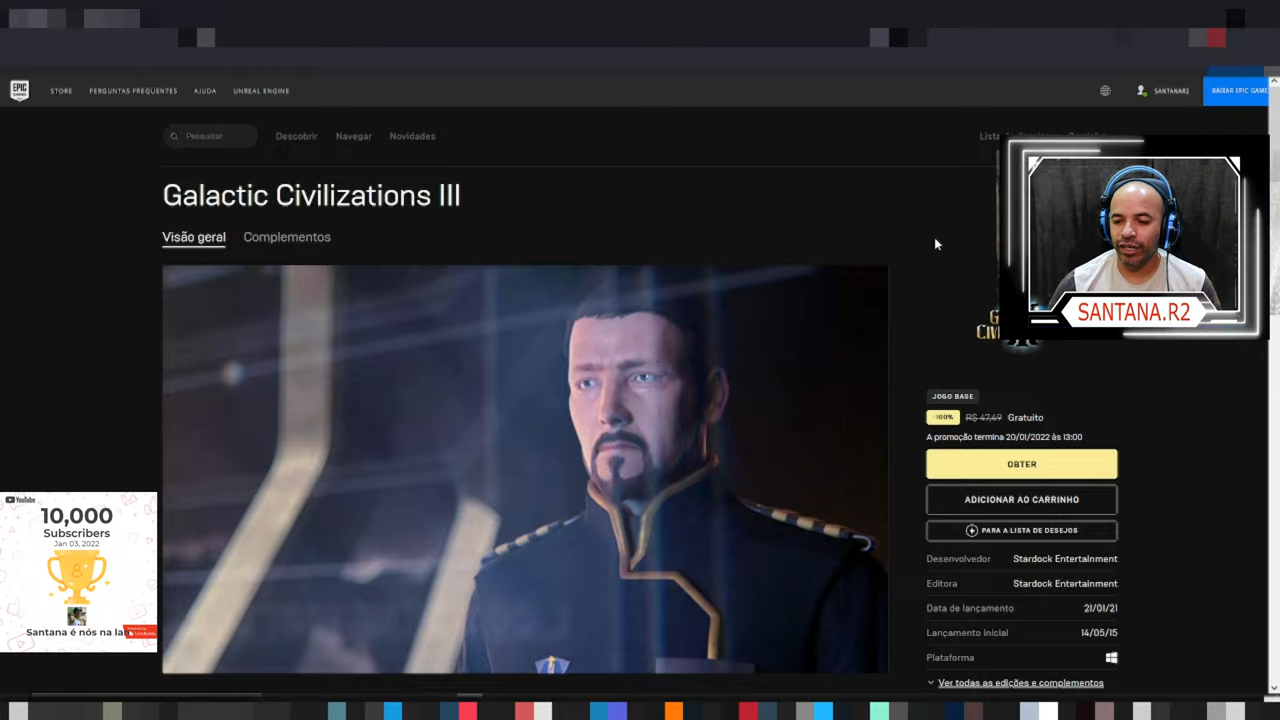 EPIC
GAMES
STORE
PERGUNTAS FREQUENTES
AJUDA
UNREAL ENGINE
SANTANAR2
BAIXAR EPIC GAME
Pesquisar
Descobrir
Navegar
Novidades
Galactic Civilizations III
Visão geral
Complementos
SANTANA.R2
JOGO BASE
-100%
R$ 47,49
Gratuito
A promoção termina 20/01/2022 às 13:00
OBTER
ADICIONAR AO CARRINHO
PARA A LISTA DE DESEJOS
Desenvolvedor
Stardock Entertainment
Editora
Stardock Entertainment
Data de lançamento
21/01/21
Lançamento Inicial
14/05/15
Plataforma
Ver todas as edições e complementos
YouTube
10,000
Subscribers
Jan 03, 2022
Santana é nós na la